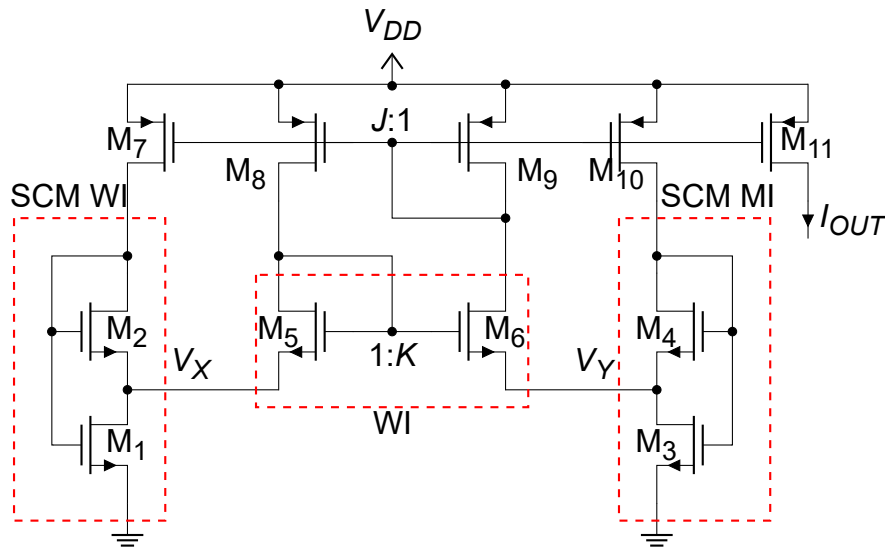 V_DD
M_7
M_8
J:1
M_9
M_10
M_11
SCM WI
SCM MI
I_OUT
M_2
M_5
M_6
M_4
V_X
1:K
V_Y
WI
M_1
M_3